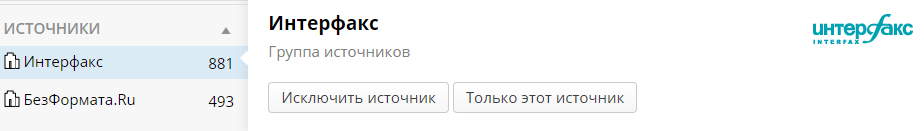 ИСТОЧНИКИ
Интерфакс 881
БезФормата.Ru 493
Интерфакс
Группа источников
Исключить источник
Только этот источник
интерфакс
INTERFAX